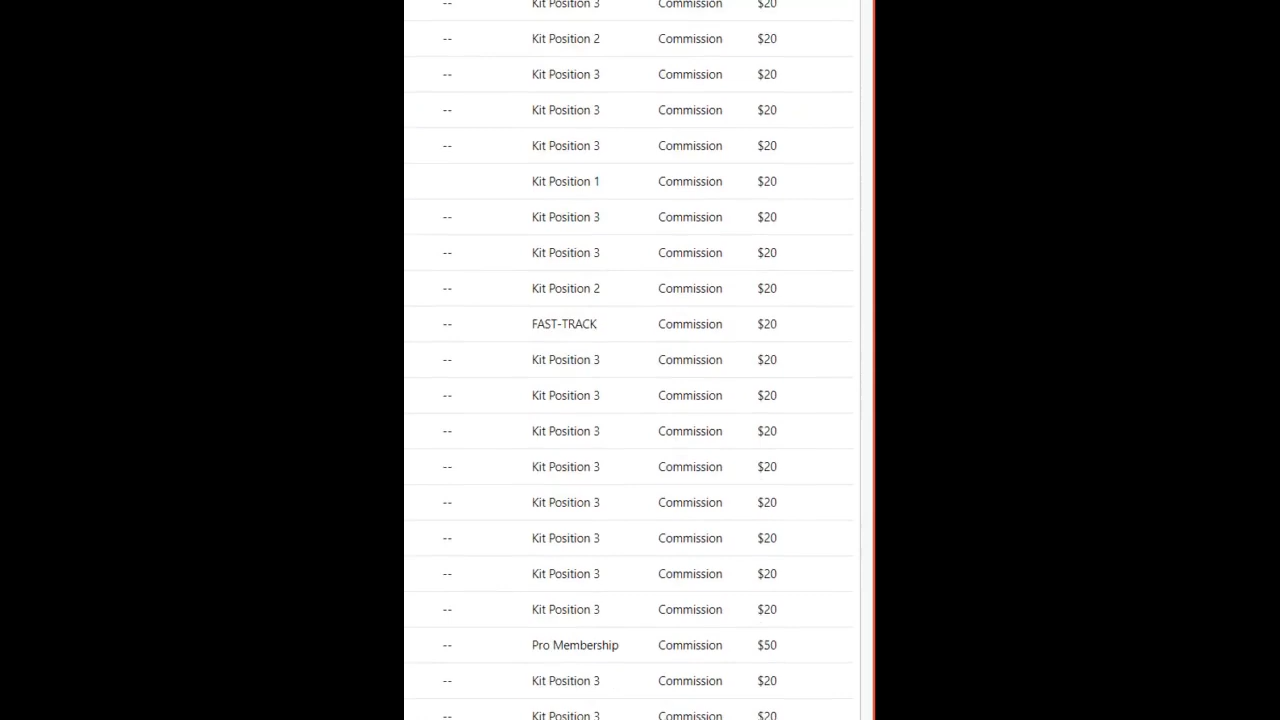 -- Kit Position 3 Commission $20
-- Kit Position 2 Commission $20
-- Kit Position 3 Commission $20
-- Kit Position 3 Commission $20
-- Kit Position 3 Commission $20
Kit Position 1 Commission $20
-- Kit Position 3 Commission $20
-- Kit Position 3 Commission $20
-- Kit Position 2 Commission $20
-- FAST-TRACK Commission $20
-- Kit Position 3 Commission $20
-- Kit Position 3 Commission $20
-- Kit Position 3 Commission $20
-- Kit Position 3 Commission $20
-- Kit Position 3 Commission $20
-- Kit Position 3 Commission $20
-- Kit Position 3 Commission $20
-- Kit Position 3 Commission $20
-- Pro Membership Commission $50
-- Kit Position 3 Commission $20
-- Kit Position 3 Commission $20